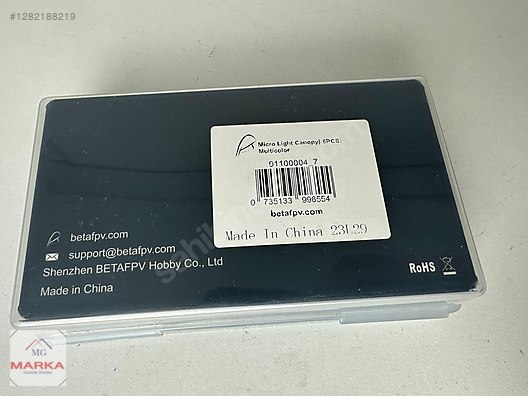 #1282188219
Micro Light Canopy| 5PCS|
Multicolor
01100004_7
0 735133 996554
betafpv.com
Made In China 23L29
betafpv.com
support@betafpv.com
Shenzhen BETAFPV Hobby Co., Ltd
Made in China
RoHS
MG
MARKA